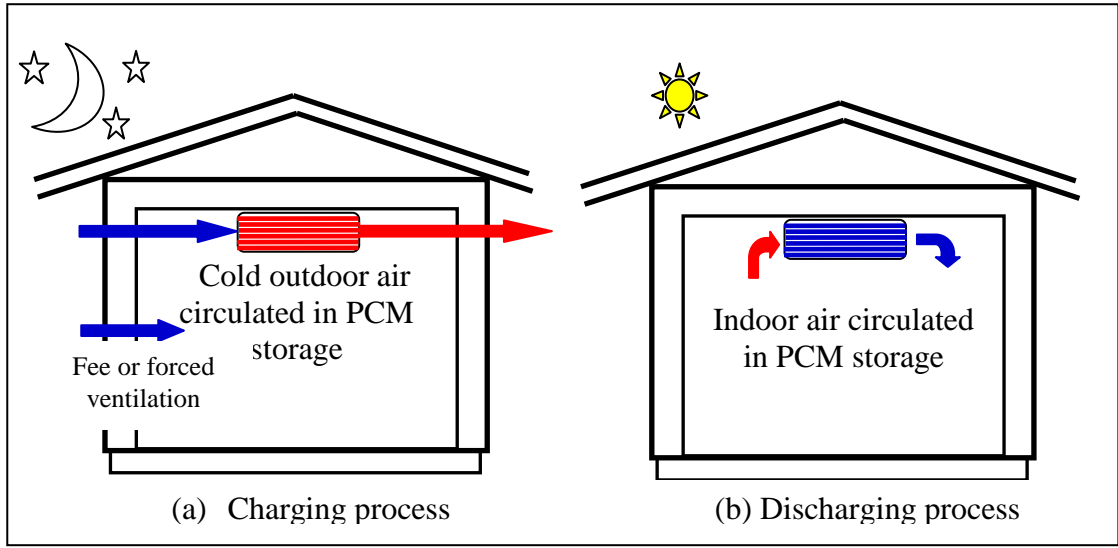 Cold outdoor air
circulated in PCM
storage
Fee or forced
ventilation
(a) Charging process
Indoor air circulated
in PCM storage
(b) Discharging process